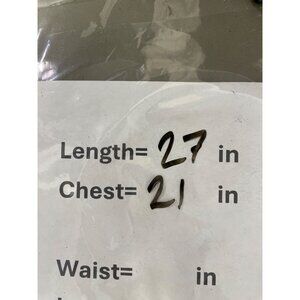 Length= 27 in
Chest= 21 in
Waist= in